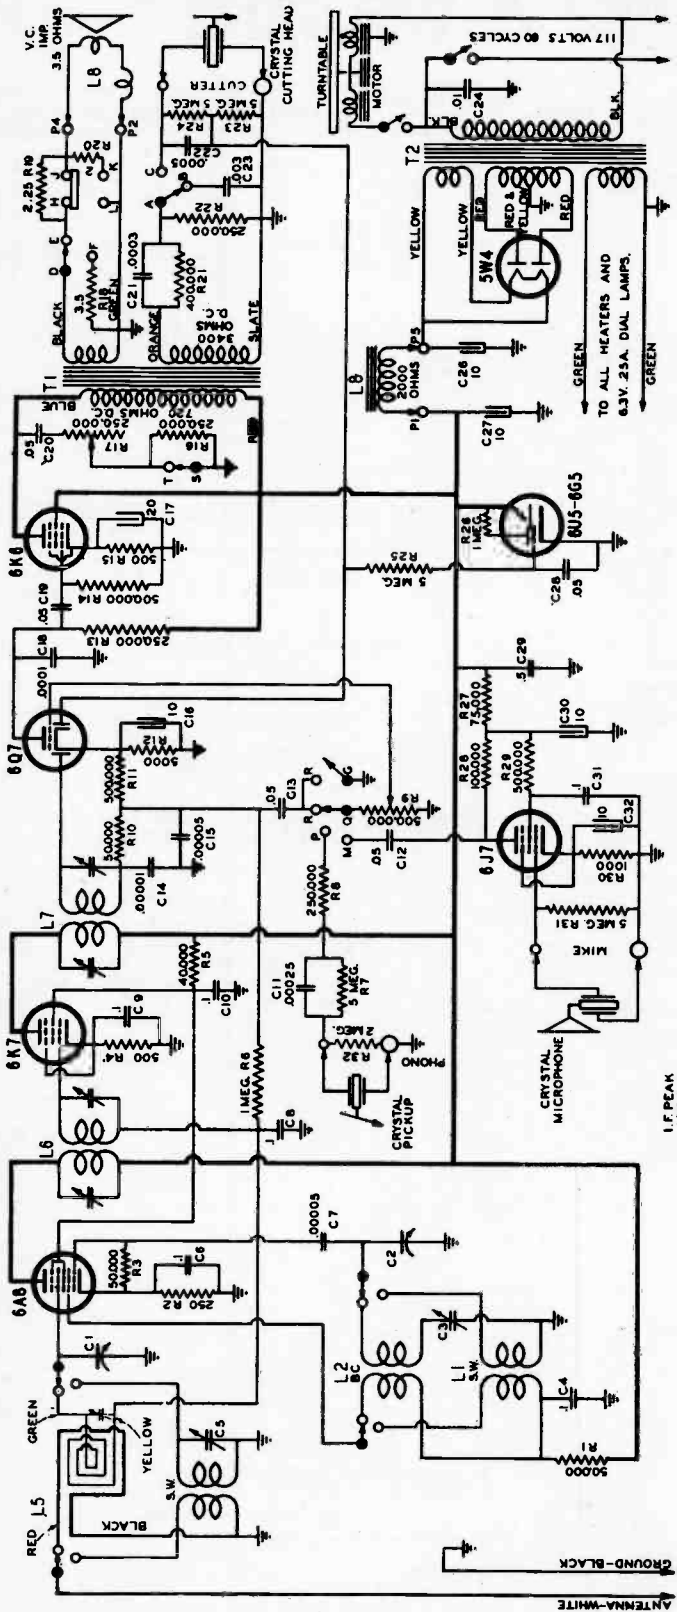 RED
L5
GREEN
YELLOW
BLACK
S.W.
C5
C1
6A8
50,000
R3
250
R2
.1
C6
.00005
C7
C2
L2
BC
C3
L1
S.W.
.1
C4
R1
50,000
ANTENNA-WHITE
GROUND-BLACK
L6
.1
C8
6K7
500
R4
.1
C9
.1
C10
L7
40,000
R5
1 MEG. R6
CRYSTAL
PICKUP
R32
2 MEG.
PHONO
C11
.00025
5
MEG.
R7
250,000
R8
P
R
Q
M
R
G
.05
C13
.05
C12
R9
500,000
C14
.00001
C15
.00005
50,000
R10
500,000
R11
6Q7
R12
5000
10
C16
.0001
C18
250,000
R13
.05 C19
500,000
R14
6K6
500
R15
20
C17
.05
C20
250,000
R17
250,000
R16
T
S
BLUE
720
OHMS D.C.
RED
T1
BLACK
GREEN
3.5
R18
D
E
F
H
J
K
L
2.25 R19
R20
2
P4
P2
L8
V.C.
IMP.
3.5 OHMS
ORANGE
3400
OHMS
D.C.
SLATE
C21
.0003
400,000
R21
R22
250,000
A
B
C
.003
C23
C22
.0005
R24
5 MEG.
R23
5 MEG.
CUTTER
CRYSTAL
CUTTING HEAD
TURNTABLE
MOTOR
117 VOLTS 60 CYCLES
.01
C24
BLK.
BLK.
T2
YELLOW
YELLOW
RED
RED &
YELLOW
RED
5W4
GREEN
TO ALL HEATERS AND
6.3V. .25A. DIAL LAMPS.
GREEN
L8
2000
OHMS
P1
P5
C26
10
C27
10
R25
5 MEG.
R26
1 MEG.
6U5-6G5
C28
.05
R27
75,000
R28
100,000
R29
500,000
.5 C29
C30
10
.1
C31
10
C32
6J7
R30
1000
5 MEG. R31
MIKE
CRYSTAL
MICROPHONE
I.F. PEAK